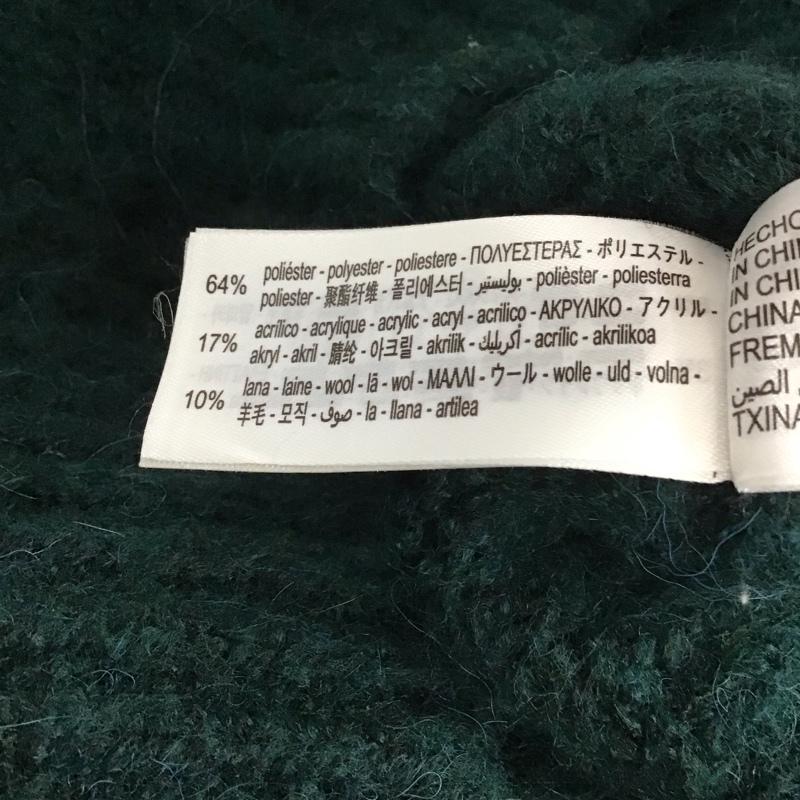 64% poliéster - polyester - poliestere - ΠΟΛΥΕΣΤΕΡΑΣ - ポリエステル -
poliester - 聚酯纤维 - 폴리에스터 - بوليستير - polièster - poliesterra
17% acrílico - acrylique - acrylic - acryl - acrilico - ΑΚΡΥΛΙΚΟ - アクリル -
akryl - akril - 腈纶 - 아크릴 - akrilik - أكريليك - acrílic - akrilikoa
10% lana - laine - wool - lã - wol - ΜΑΛΛΙ - ウール - wolle - uld - volna -
羊毛 - 모직 - صوف - la - llana - artilea
HECHO
IN CHI
IN CHI
CHINA
FREM
الصين
TXINA